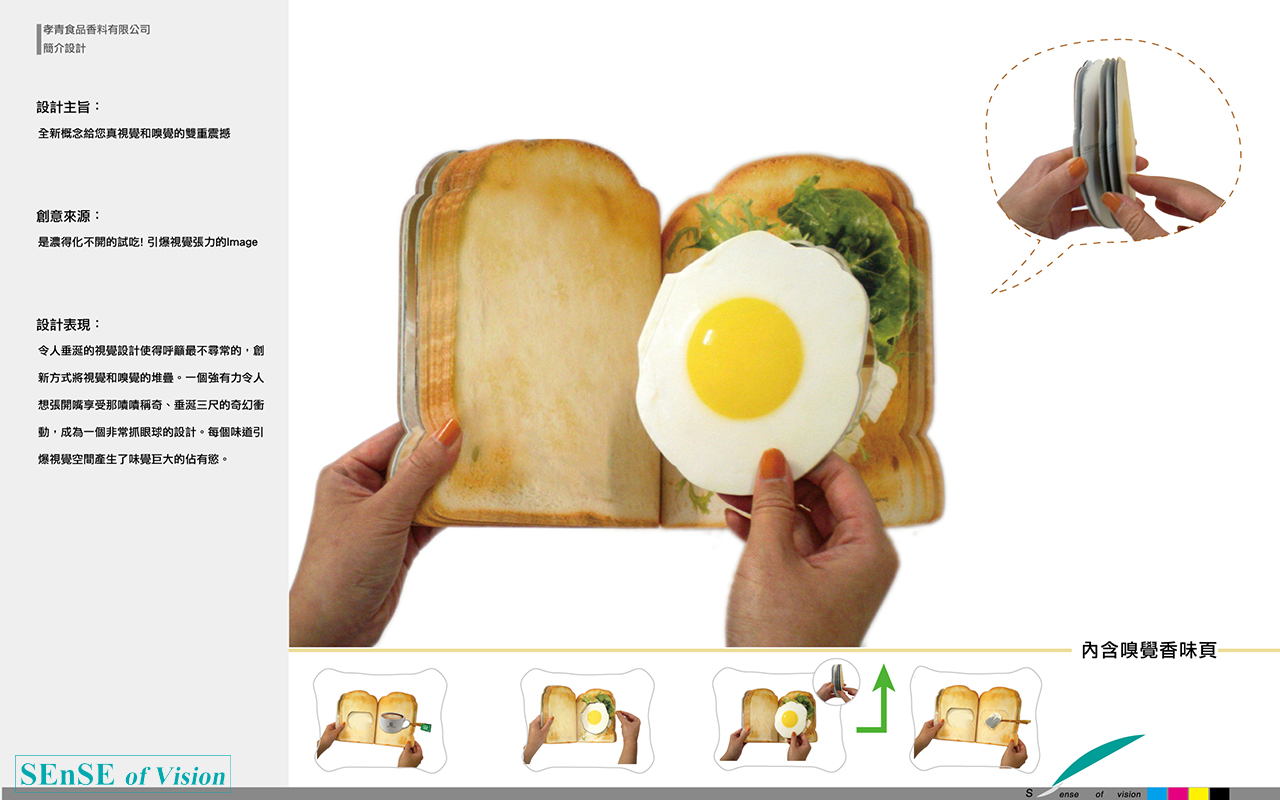 孝青食品香料有限公司
簡介設計
設計主旨：
全新概念給您真視覺和嗅覺的雙重震撼
創意來源：
是濃得化不開的試吃! 引爆視覺張力的Image
設計表現：
令人垂涎的視覺設計使得呼籲最不尋常的，創
新方式將視覺和嗅覺的堆疊。一個強有力令人
想張開嘴享受那嘖嘖稱奇、垂涎三尺的奇幻衝
動，成為一個非常抓眼球的設計。每個味道引
爆視覺空間產生了味覺巨大的佔有慾。
內含嗅覺香味頁
SEnSE of Vision
Sense of vision